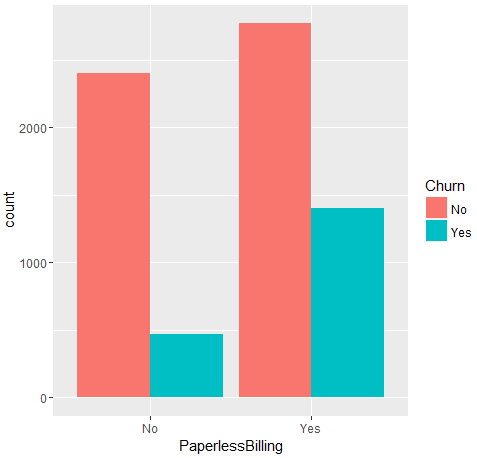 count
2000
1000
0
No
Yes
PaperlessBilling
Churn
No
Yes